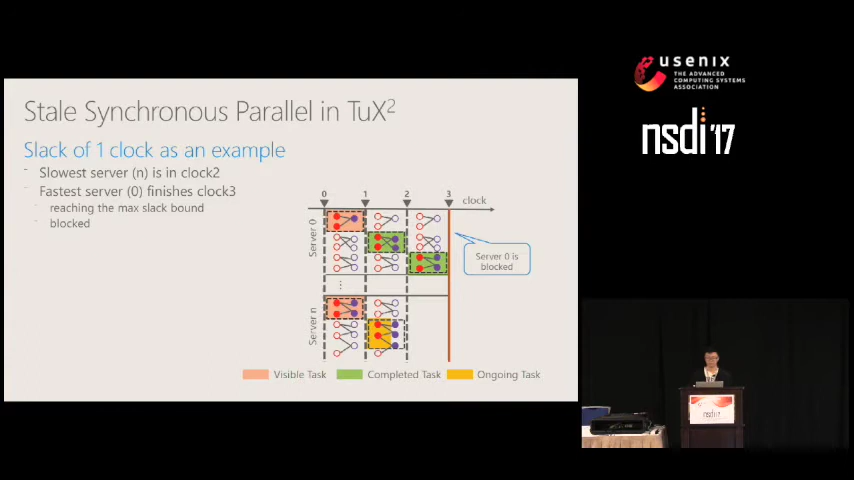 Stale Synchronous Parallel in TuX²
Slack of 1 clock as an example
- Slowest server (n) is in clock2
- Fastest server (0) finishes clock3
- reaching the max slack bound
- blocked
0 1 2 3 clock
Server 0
Server 0 is
blocked
Server n
Visible Task Completed Task Ongoing Task
usenix
THE ADVANCED
COMPUTING SYSTEMS
ASSOCIATION
nsdi '17
nsdi'17